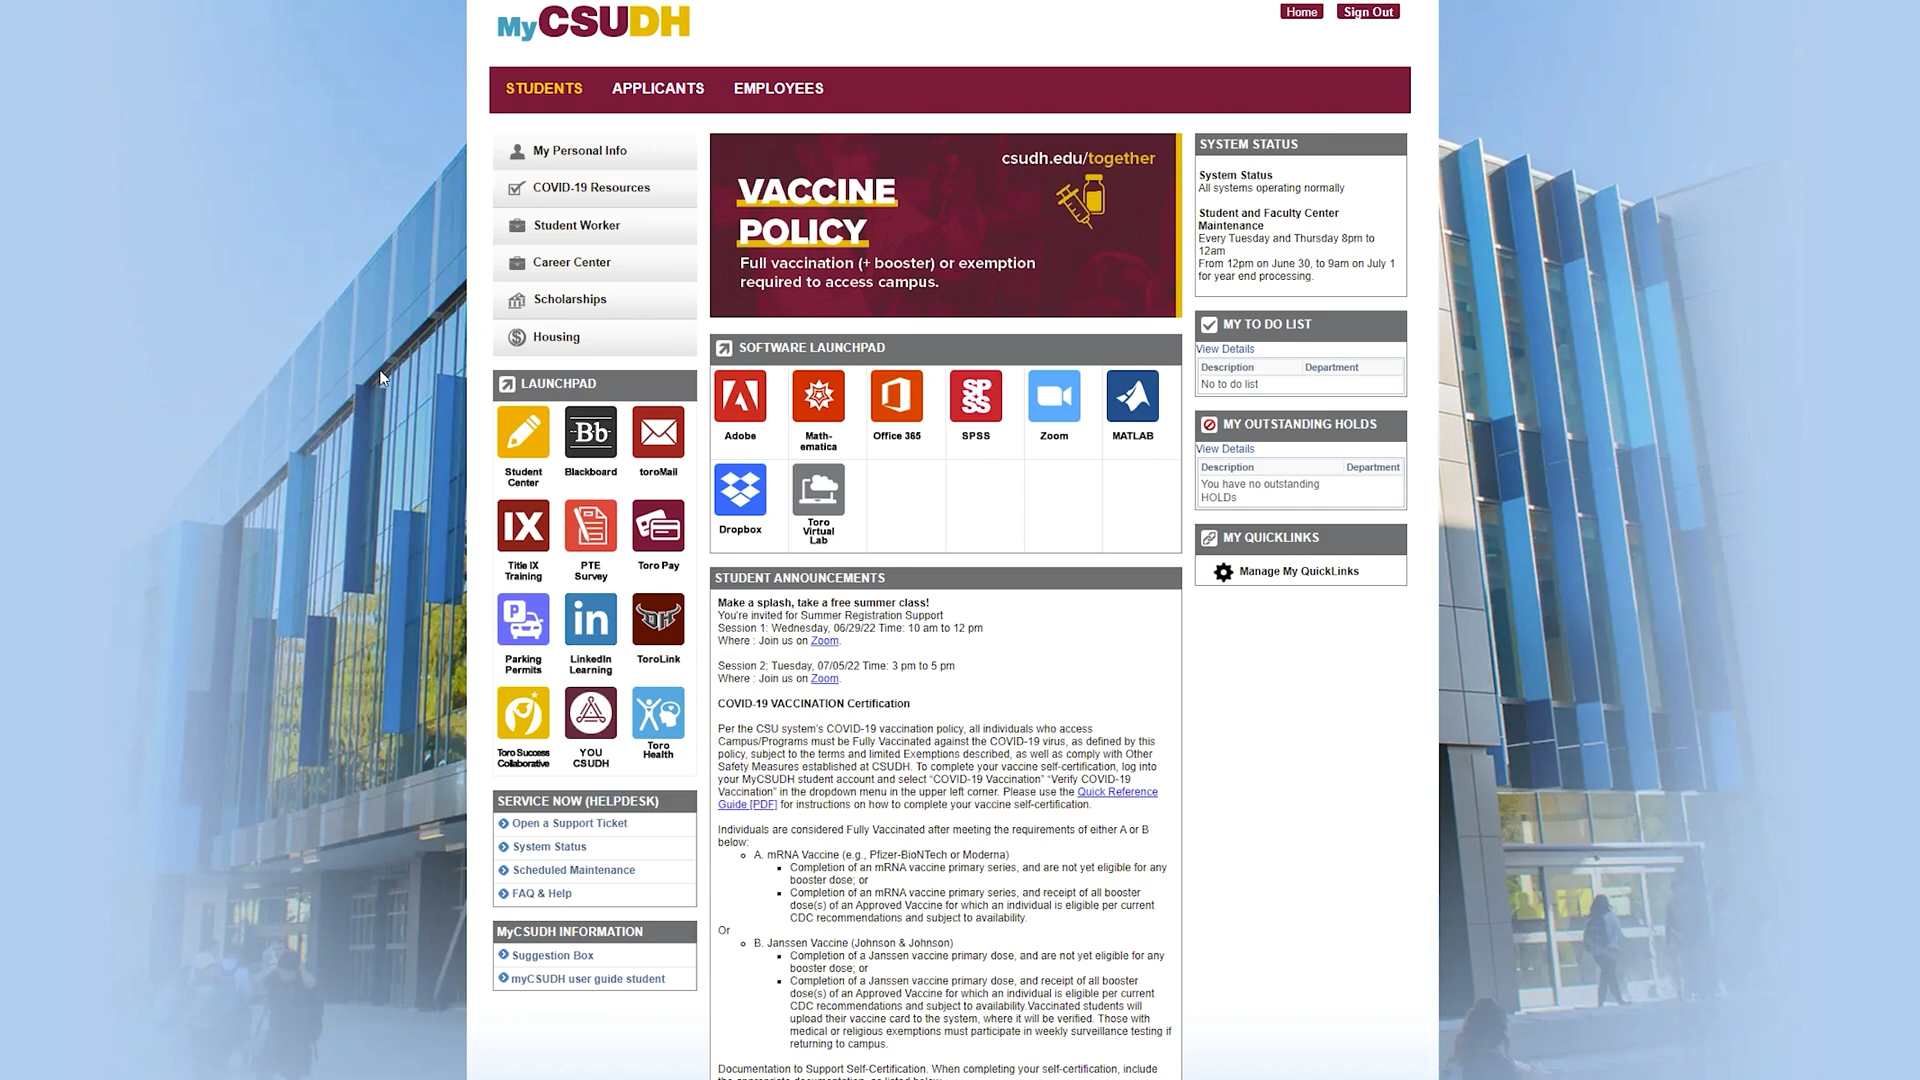 MyCSUDH
Home
Sign Out
STUDENTS
APPLICANTS
EMPLOYEES
My Personal Info
COVID-19 Resources
Student Worker
Career Center
Scholarships
Housing
LAUNCHPAD
Student
Center
Bb
Blackboard
toroMail
IX
Title IX
Training
PTE
Survey
Toro Pay
P
Parking
Permits
in
LinkedIn
Learning
DH
ToroLink
Toro Success
Collaborative
YOU
CSUDH
Toro
Health
SERVICE NOW (HELPDESK)
Open a Support Ticket
System Status
Scheduled Maintenance
FAQ & Help
MyCSUDH INFORMATION
Suggestion Box
myCSUDH user guide student
csudh.edu/together
VACCINE
POLICY
Full vaccination (+ booster) or exemption
required to access campus.
SOFTWARE LAUNCHPAD
Adobe
Math-
ematica
Office 365
SP
SS
SPSS
Zoom
MATLAB
Dropbox
Toro
Virtual
Lab
STUDENT ANNOUNCEMENTS
Make a splash, take a free summer class!
You're invited for Summer Registration Support
Session 1: Wednesday, 06/29/22 Time: 10 am to 12 pm
Where : Join us on Zoom.
Session 2: Tuesday, 07/05/22 Time: 3 pm to 5 pm
Where : Join us on Zoom.
COVID-19 VACCINATION Certification
Per the CSU system's COVID-19 vaccination policy, all individuals who access
Campus/Programs must be Fully Vaccinated against the COVID-19 virus, as defined by this
policy, subject to the terms and limited Exemptions described, as well as comply with Other
Safety Measures established at CSUDH. To complete your vaccine self-certification, log into
your MyCSUDH student account and select “COVID-19 Vaccination” “Verify COVID-19
Vaccination” in the dropdown menu in the upper left corner. Please use the Quick Reference
Guide [PDF] for instructions on how to complete your vaccine self-certification.
Individuals are considered Fully Vaccinated after meeting the requirements of either A or B
below:
A. mRNA Vaccine (e.g., Pfizer-BioNTech or Moderna)
Completion of an mRNA vaccine primary series, and are not yet eligible for any
booster dose; or
Completion of an mRNA vaccine primary series, and receipt of all booster
dose(s) of an Approved Vaccine for which an individual is eligible per current
CDC recommendations and subject to availability.
Or
B. Janssen Vaccine (Johnson & Johnson)
Completion of a Janssen vaccine primary dose, and are not yet eligible for any
booster dose; or
Completion of a Janssen vaccine primary dose, and receipt of all booster
dose(s) of an Approved Vaccine for which an individual is eligible per current
CDC recommendations and subject to availability.Vaccinated students will
upload their vaccine card to the system, where it will be verified. Those with
medical or religious exemptions must participate in weekly surveillance testing if
returning to campus.
Documentation to Support Self-Certification. When completing your self-certification, include
SYSTEM STATUS
System Status
All systems operating normally
Student and Faculty Center
Maintenance
Every Tuesday and Thursday 8pm to
12am
From 12pm on June 30, to 9am on July 1
for year end processing.
MY TO DO LIST
View Details
Description Department
No to do list
MY OUTSTANDING HOLDS
View Details
Description Department
You have no outstanding
HOLDs
MY QUICKLINKS
Manage My QuickLinks